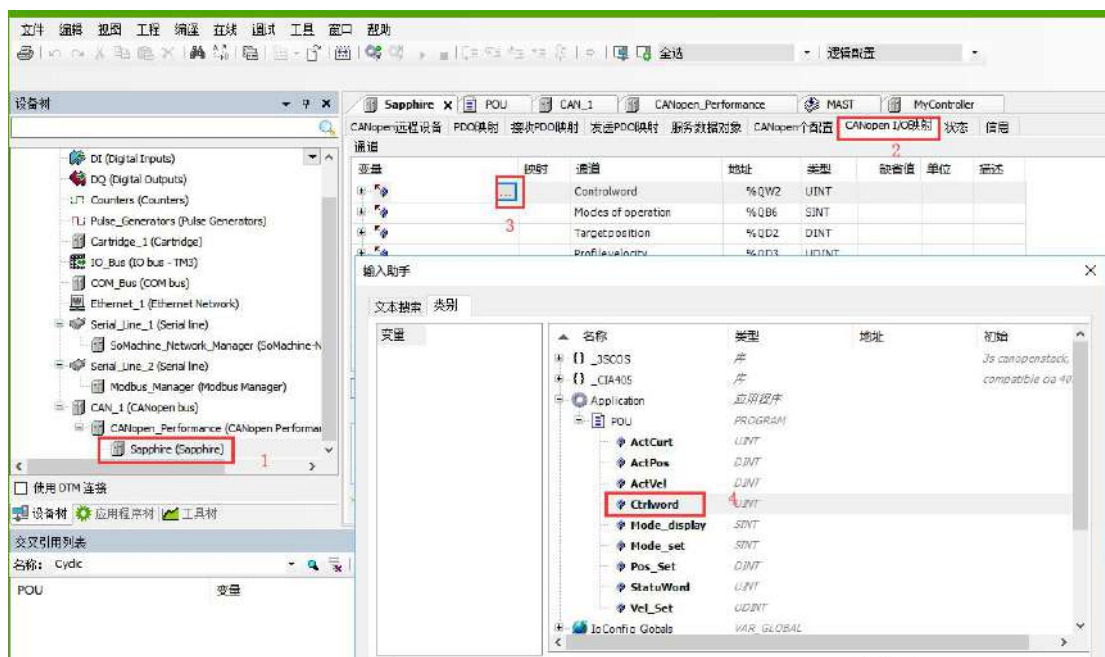 文件 编辑 视图 工程 编译 在线 调试 工具 窗口 帮助
全选 逻辑配置
设备树
Sapphire POU CAN_1 CANopen_Performance MAST MyController
CANopen远程设备 PDO映射 接收PDO映射 发送PDO映射 服务数据对象 CANopen个配置 CANopen I/O映射 状态 信息
2
通道
变量 映射 通道 地址 类型 缺省值 单位 描述
... Controlword %QW2 UINT
3
Modes of operation %QB6 SINT
Targetposition %QD2 DINT
Profilevelocity %QD3 UDINT
DI (Digital Inputs)
DQ (Digital Outputs)
Counters (Counters)
Pulse_Generators (Pulse Generators)
Cartridge_1 (Cartridge)
IO_Bus (IO bus - TM3)
COM_Bus (COM bus)
Ethernet_1 (Ethernet Network)
Serial_Line_1 (Serial line)
SoMachine_Network_Manager (SoMachine-N
Serial_Line_2 (Serial line)
Modbus_Manager (Modbus Manager)
CAN_1 (CANopen bus)
CANopen_Performance (CANopen Performan
Sapphire (Sapphire)
1
使用 DTM 连接
设备树 应用程序树 工具树
交叉引用列表
名称: Cyclic
POU 变量
输入助手
文本搜索 类别
变量
名称 类型 地址 初始
_3SCOS 库 3s canopenstack,
_CIA405 库 compatible cia 40
Application 应用程序
POU PROGRAM
ActCurt UINT
ActPos DINT
ActVel DINT
Ctrlword UINT
4
Mode_display SINT
Mode_set SINT
Pos_Set DINT
StatuWord UINT
Vel_Set UDINT
IoConfig_Globals VAR_GLOBAL